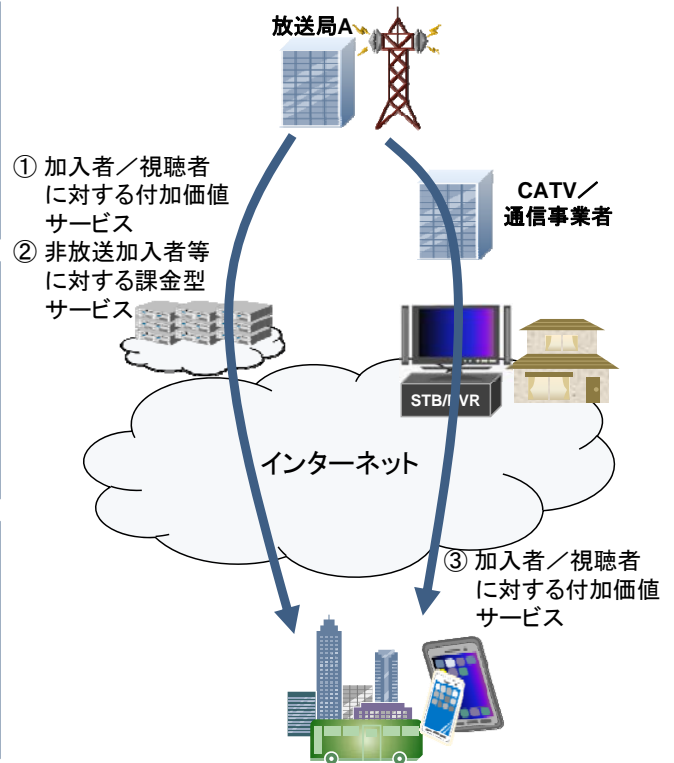 放送局A
① 加入者／視聴者
に対する付加価値
サービス
② 非放送加入者等
に対する課金型
サービス
CATV／
通信事業者
STB/PVR
インターネット
③ 加入者／視聴者
に対する付加価値
サービス